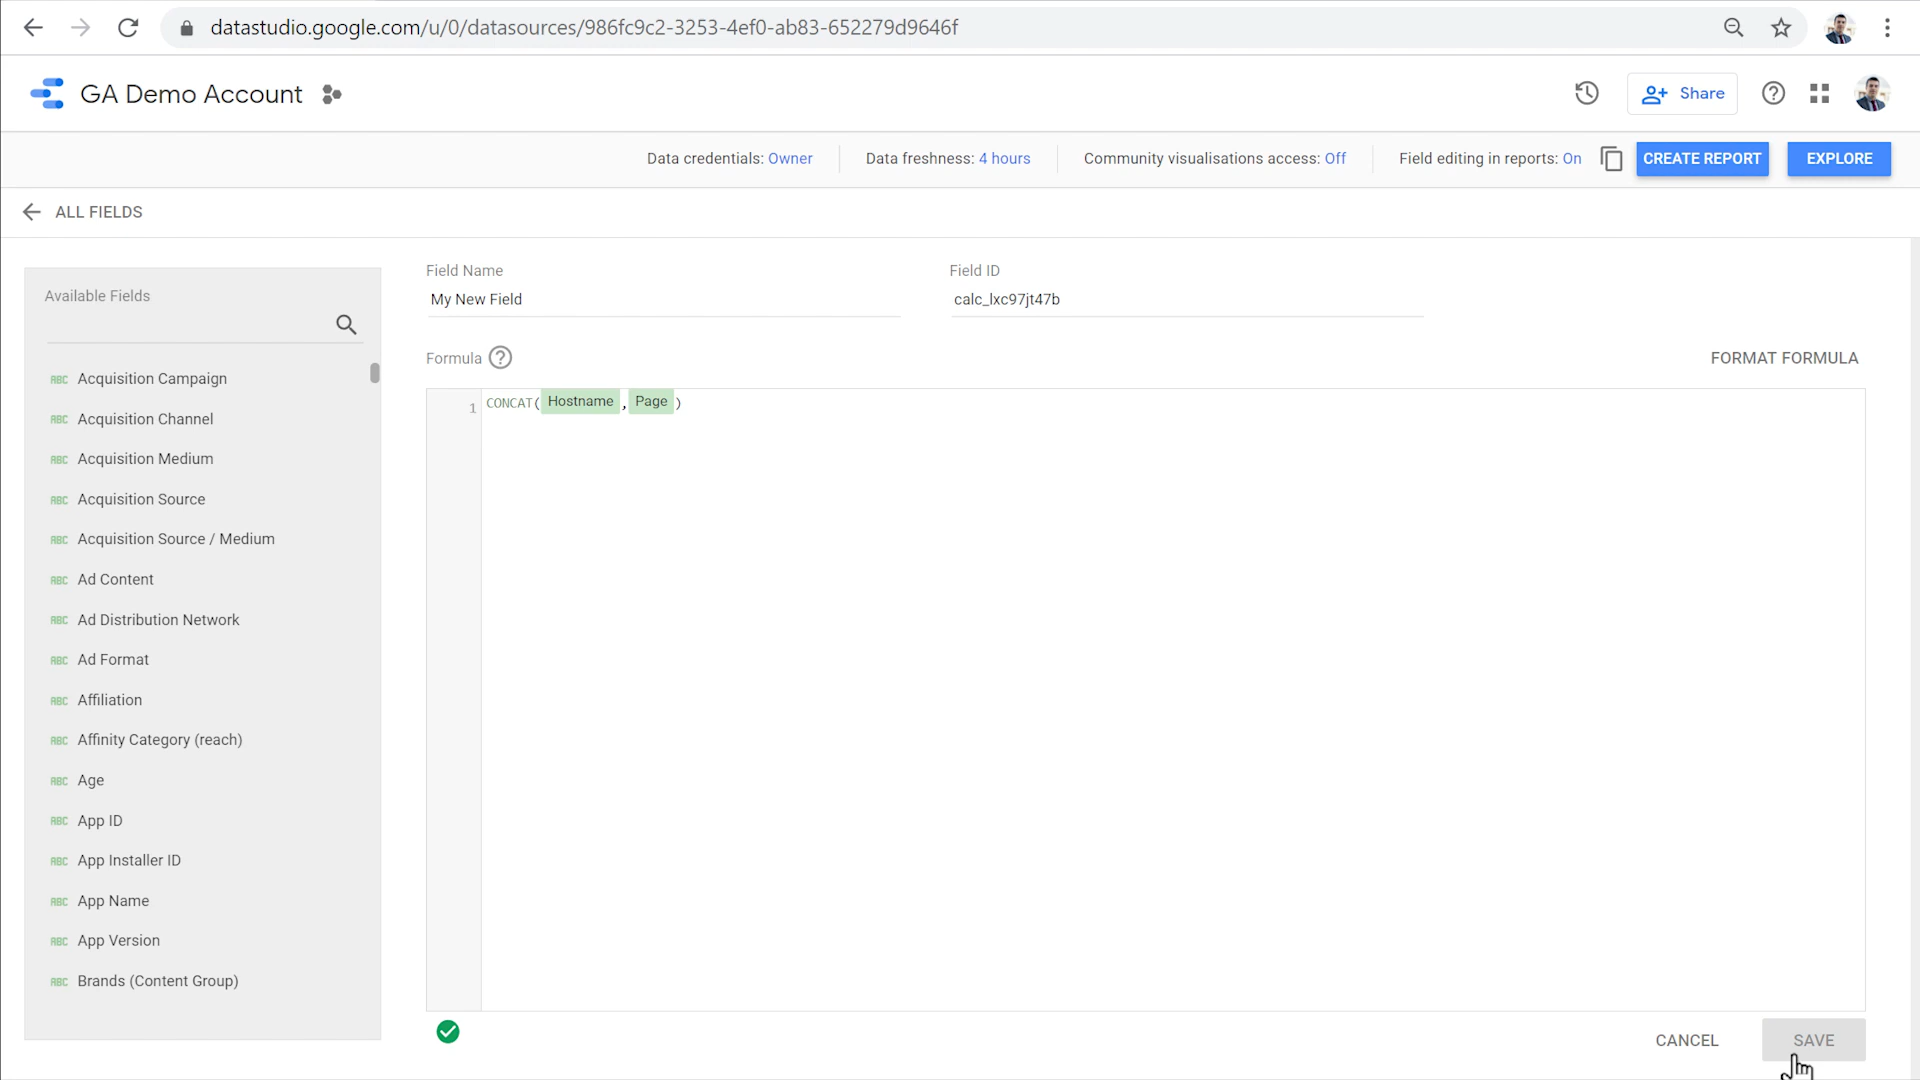 datastudio.google.com/u/0/datasources/986fc9c2-3253-4ef0-ab83-652279d9646f
GA Demo Account
Share
Data credentials: Owner
Data freshness: 4 hours
Community visualisations access: Off
Field editing in reports: On
CREATE REPORT
EXPLORE
ALL FIELDS
Available Fields
Field Name
My New Field
Field ID
calc_lxc97jt47b
Formula
FORMAT FORMULA
1 CONCAT( Hostname , Page )
ABC Acquisition Campaign
ABC Acquisition Channel
ABC Acquisition Medium
ABC Acquisition Source
ABC Acquisition Source / Medium
ABC Ad Content
ABC Ad Distribution Network
ABC Ad Format
ABC Affiliation
ABC Affinity Category (reach)
ABC Age
ABC App ID
ABC App Installer ID
ABC App Name
ABC App Version
ABC Brands (Content Group)
CANCEL
SAVE